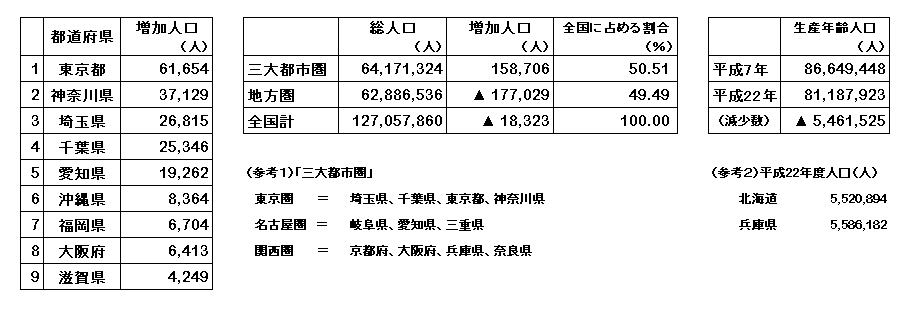 都道府県 増加人口（人）
1 東京都 61,654
2 神奈川県 37,129
3 埼玉県 26,815
4 千葉県 25,346
5 愛知県 19,262
6 沖縄県 8,364
7 福岡県 6,704
8 大阪府 6,413
9 滋賀県 4,249
総人口（人） 増加人口（人） 全国に占める割合（%）
三大都市圏 64,171,324 158,706 50.51
地方圏 62,886,536 ▲ 177,029 49.49
全国計 127,057,860 ▲ 18,323 100.00
（参考1）「三大都市圏」
東京圏 ＝ 埼玉県、千葉県、東京都、神奈川県
名古屋圏 ＝ 岐阜県、愛知県、三重県
関西圏 ＝ 京都府、大阪府、兵庫県、奈良県
生産年齢人口（人）
平成7年 86,649,448
平成22年 81,187,923
（減少数） ▲ 5,461,525
（参考2）平成22年度人口（人）
北海道 5,520,894
兵庫県 5,586,182